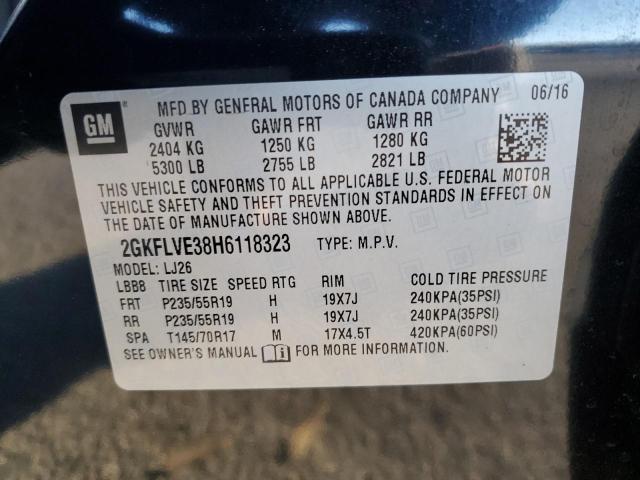 GM
MFD BY GENERAL MOTORS OF CANADA COMPANY 06/16
GVWR GAWR FRT GAWR RR
2404 KG 1250 KG 1280 KG
5300 LB 2755 LB 2821 LB
THIS VEHICLE CONFORMS TO ALL APPLICABLE U.S. FEDERAL MOTOR
VEHICLE SAFETY AND THEFT PREVENTION STANDARDS IN EFFECT ON
THE DATE OF MANUFACTURE SHOWN ABOVE.
2GKFLVE38H6118323 TYPE: M.P.V.
MODEL: LJ26
LBB8 TIRE SIZE SPEED RTG RIM COLD TIRE PRESSURE
FRT P235/55R19 H 19X7J 240KPA(35PSI)
RR P235/55R19 H 19X7J 240KPA(35PSI)
SPA T145/70R17 M 17X4.5T 420KPA(60PSI)
SEE OWNER'S MANUAL FOR MORE INFORMATION.